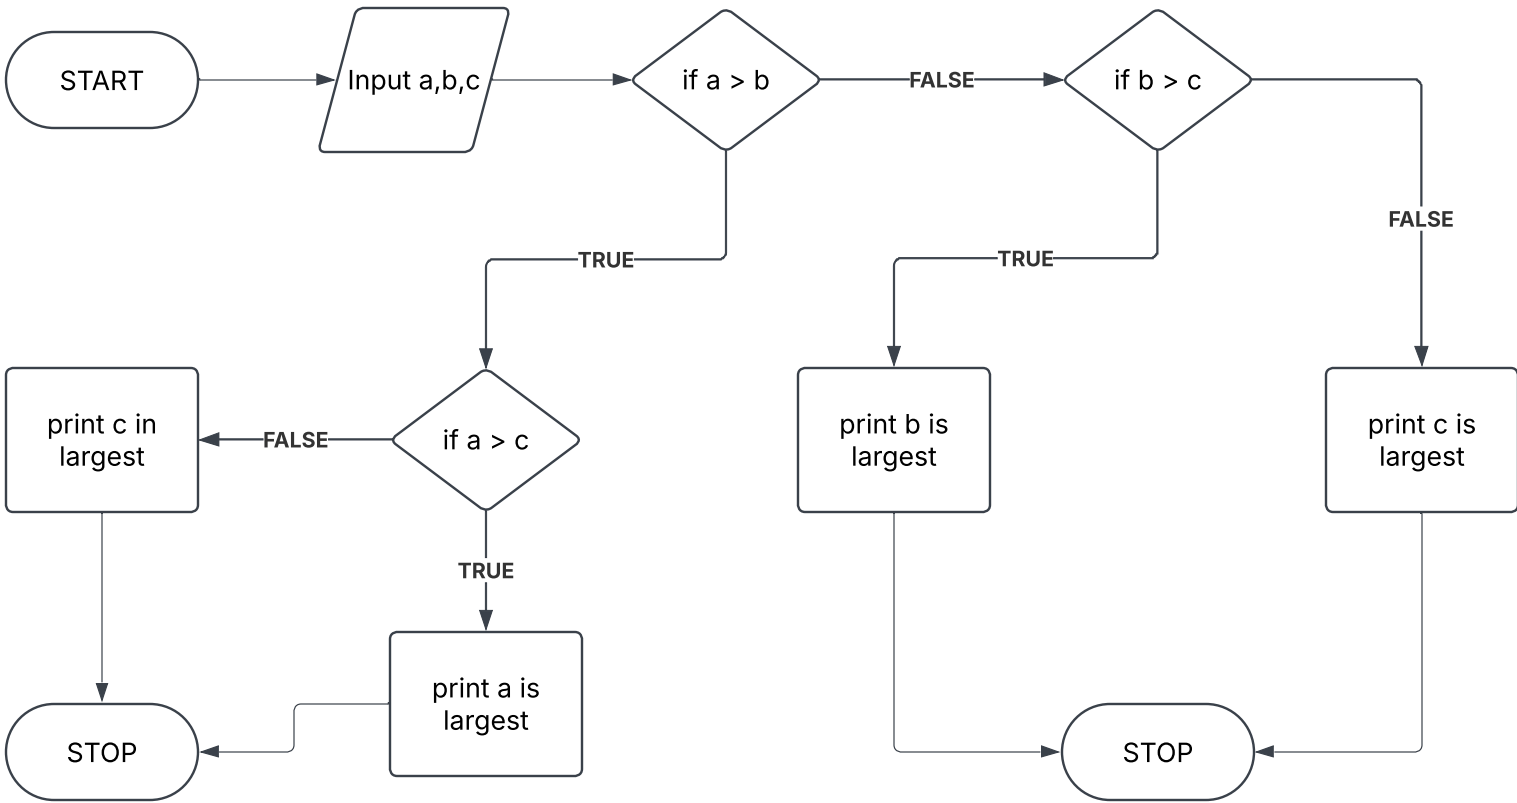 START
Input a,b,c
if a > b
FALSE
if b > c
FALSE
TRUE
TRUE
print c in
largest
FALSE
if a > c
print b is
largest
print c is
largest
TRUE
print a is
largest
STOP
STOP